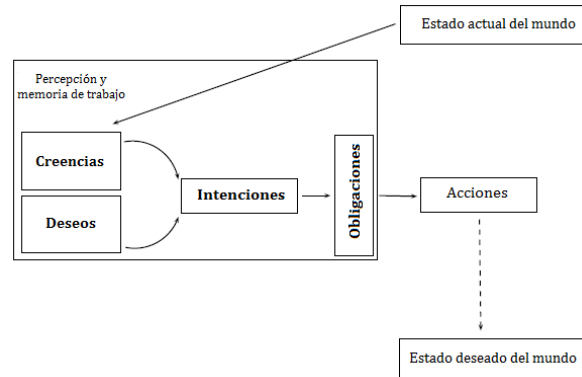 Estado actual del mundo
Percepción y
memoria de trabajo
Creencias
Deseos
Intenciones
Obligaciones
Acciones
Estado deseado del mundo